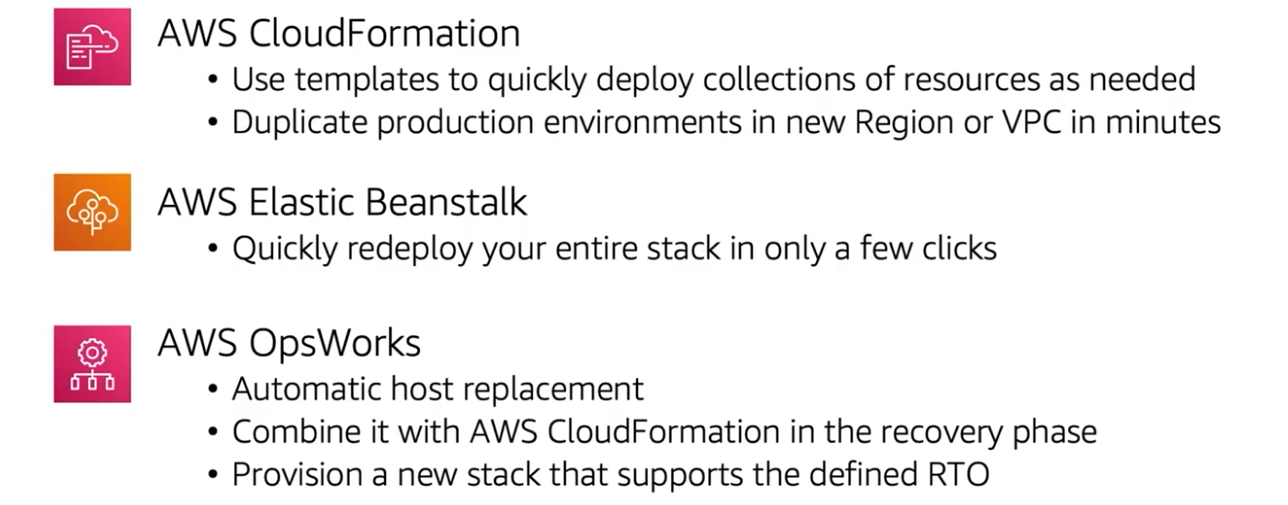 AWS CloudFormation
• Use templates to quickly deploy collections of resources as needed
• Duplicate production environments in new Region or VPC in minutes
AWS Elastic Beanstalk
• Quickly redeploy your entire stack in only a few clicks
AWS OpsWorks
• Automatic host replacement
• Combine it with AWS CloudFormation in the recovery phase
• Provision a new stack that supports the defined RTO